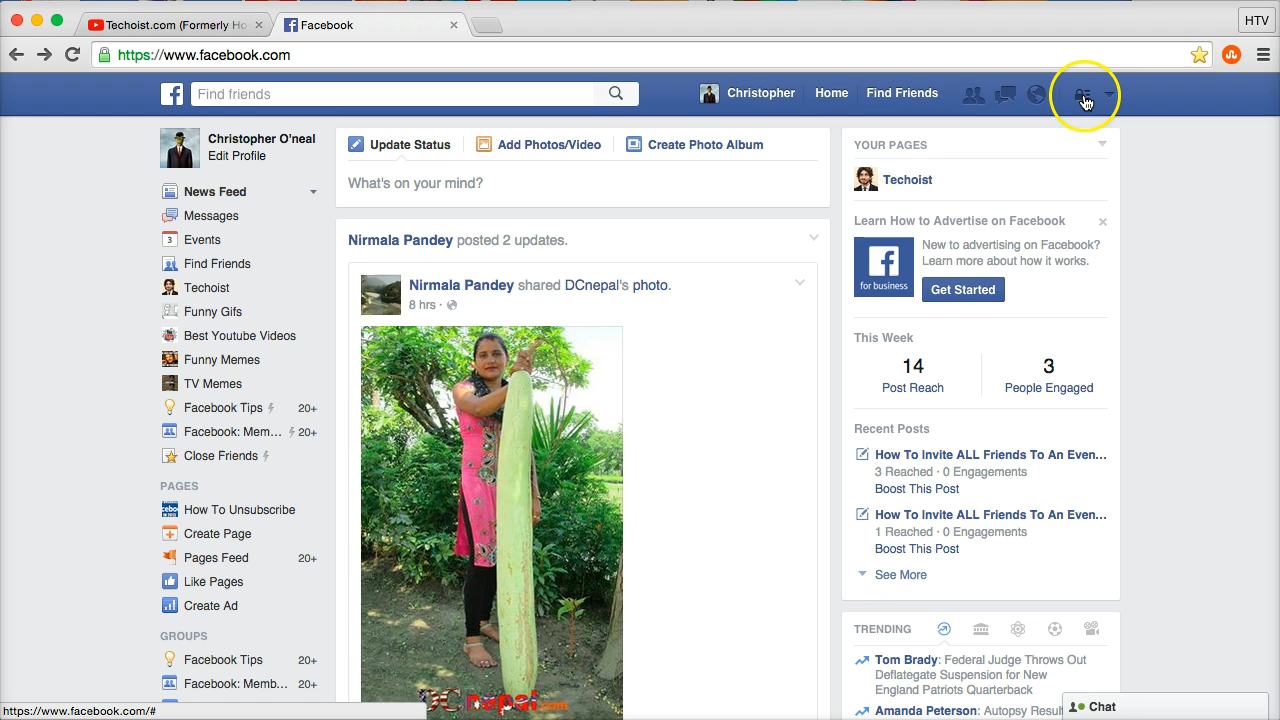 Techoist.com (Formerly Ho
Facebook
HTV
https://www.facebook.com
Find friends
Christopher
Home
Find Friends
Christopher O'neal
Edit Profile
News Feed
Messages
3 Events
Find Friends
Techoist
Funny Gifs
Best Youtube Videos
Funny Memes
TV Memes
Facebook Tips 20+
Facebook: Mem... 20+
Close Friends
PAGES
How To Unsubscribe
Create Page
Pages Feed 20+
Like Pages
Create Ad
GROUPS
Facebook Tips 20+
Facebook: Memb... 20+
https://www.facebook.com/#
Update Status
Add Photos/Video
Create Photo Album
What's on your mind?
Nirmala Pandey posted 2 updates.
Nirmala Pandey shared DCnepal's photo.
8 hrs ·
DC nepal.com
YOUR PAGES
Techoist
Learn How to Advertise on Facebook
for business
New to advertising on Facebook?
Learn more about how it works.
Get Started
This Week
14
Post Reach
3
People Engaged
Recent Posts
How To Invite ALL Friends To An Even...
3 Reached · 0 Engagements
Boost This Post
How To Invite ALL Friends To An Even...
1 Reached · 0 Engagements
Boost This Post
See More
TRENDING
Tom Brady: Federal Judge Throws Out
Deflategate Suspension for New
England Patriots Quarterback
Amanda Peterson: Autopsy Resul
Chat